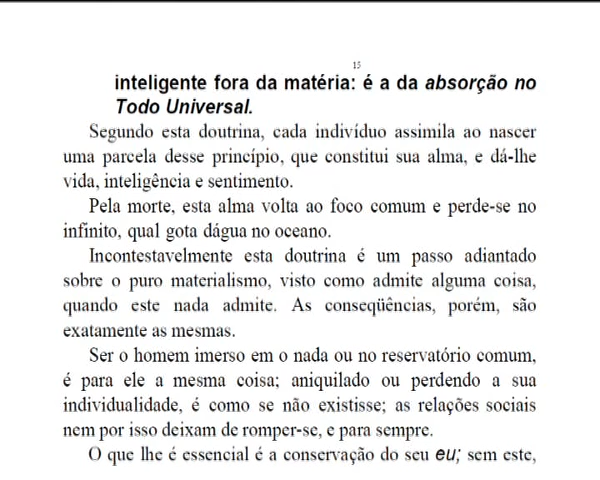 15
inteligente fora da matéria: é a da absorção no
Todo Universal.
Segundo esta doutrina, cada indivíduo assimila ao nascer
uma parcela desse princípio, que constitui sua alma, e dá-lhe
vida, inteligência e sentimento.
Pela morte, esta alma volta ao foco comum e perde-se no
infinito, qual gota dágua no oceano.
Incontestavelmente esta doutrina é um passo adiantado
sobre o puro materialismo, visto como admite alguma coisa,
quando este nada admite. As conseqüências, porém, são
exatamente as mesmas.
Ser o homem imerso em o nada ou no reservatório comum,
é para ele a mesma coisa; aniquilado ou perdendo a sua
individualidade, é como se não existisse; as relações sociais
nem por isso deixam de romper-se, e para sempre.
O que lhe é essencial é a conservação do seu eu; sem este,